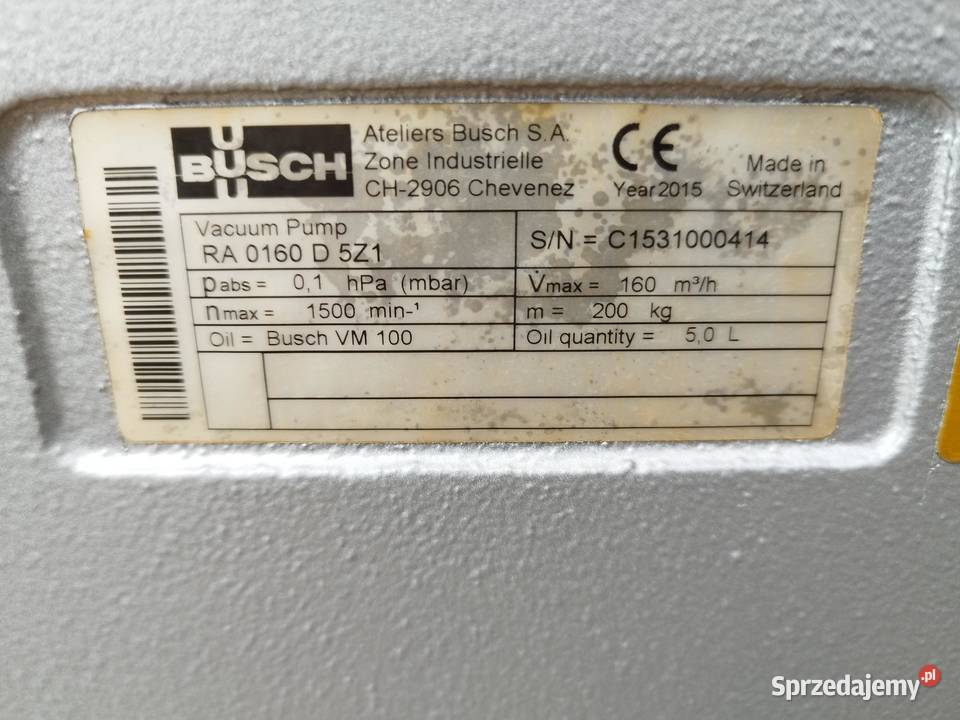 BUSCH
Ateliers Busch S.A.
Zone Industrielle
CH-2906 Chevenez
CE
Year 2015
Made in
Switzerland
Vacuum Pump
RA 0160 D 5Z1
S/N = C1531000414
Pabs = 0,1 hPa (mbar)
V̇max = 160 m³/h
nmax = 1500 min-¹
m = 200 kg
Oil = Busch VM 100
Oil quantity = 5,0 L
Sprzedajemy.pl